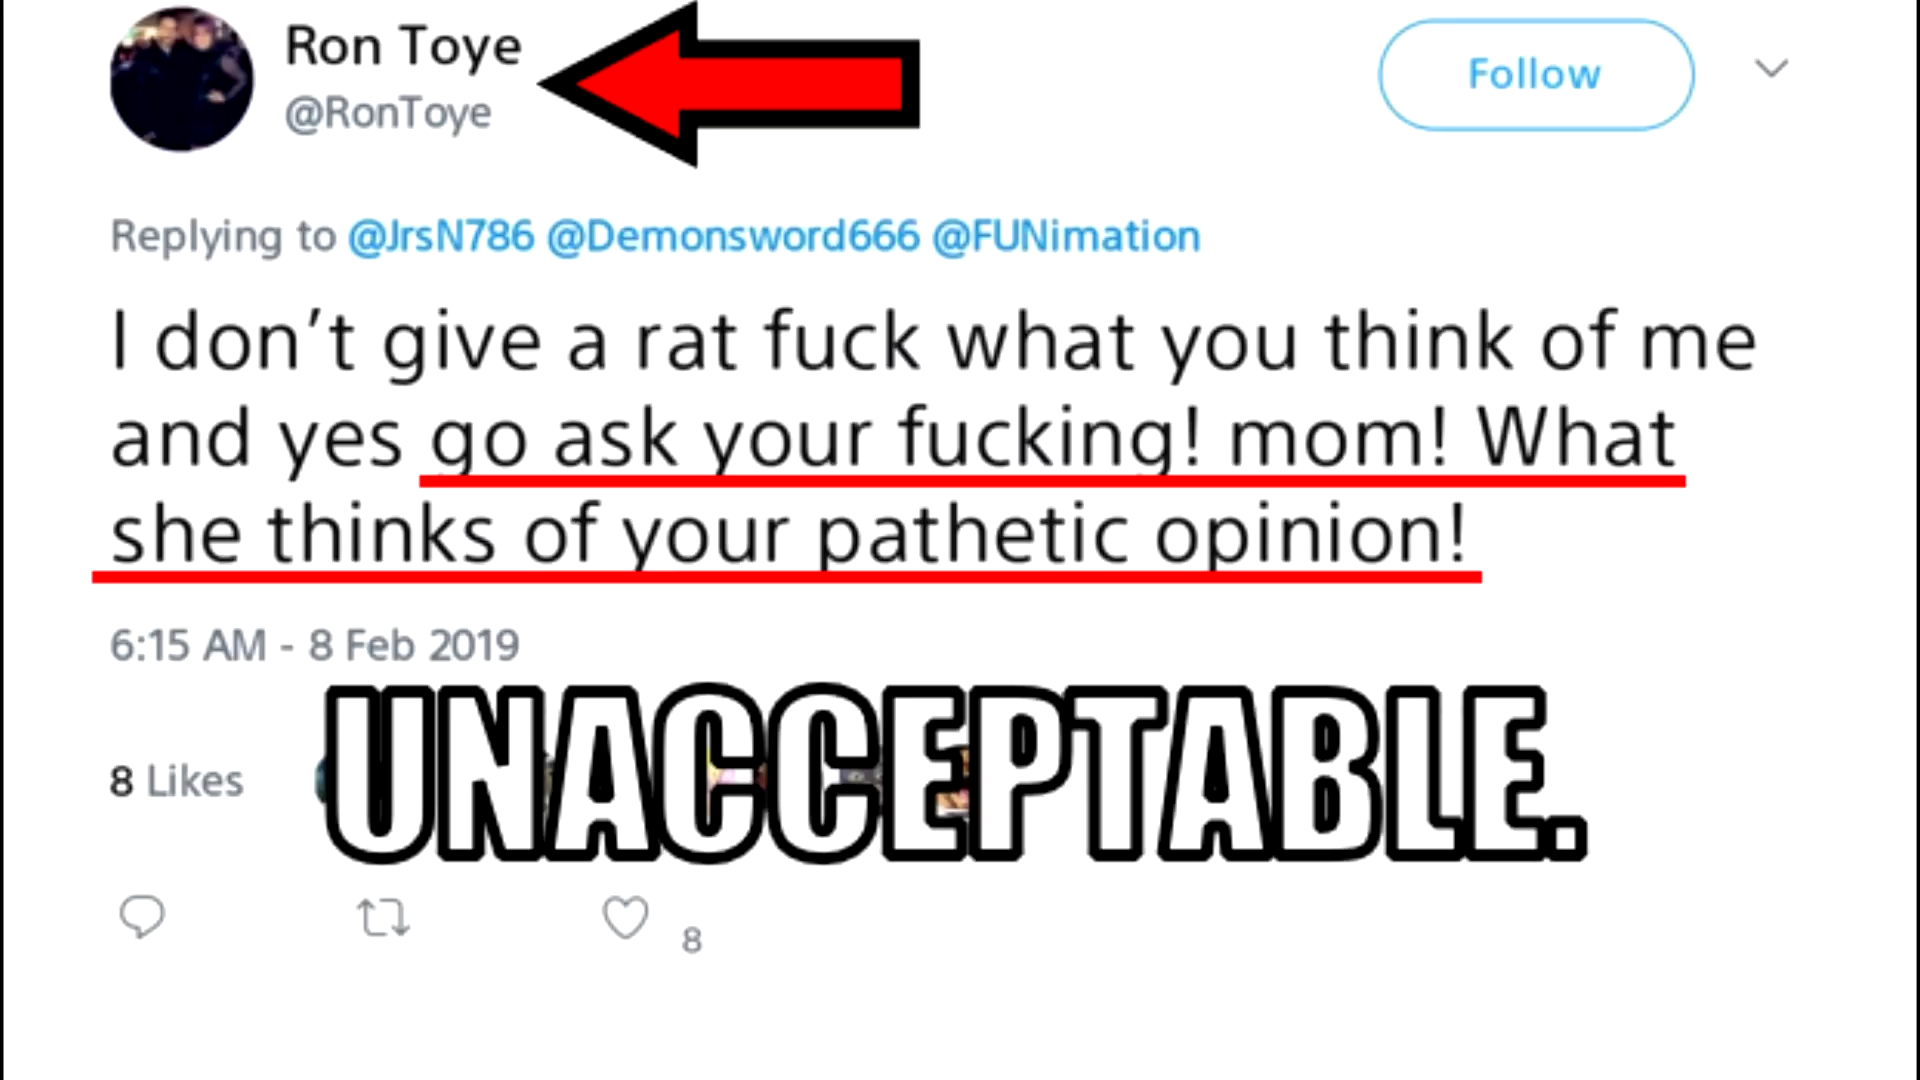 Ron Toye
@RonToye
Follow
Replying to @JrsN786 @Demonsword666 @FUNimation
I don't give a rat fuck what you think of me
and yes go ask your fucking! mom! What
she thinks of your pathetic opinion!
6:15 AM - 8 Feb 2019
8 Likes
UNACCEPTABLE.
8